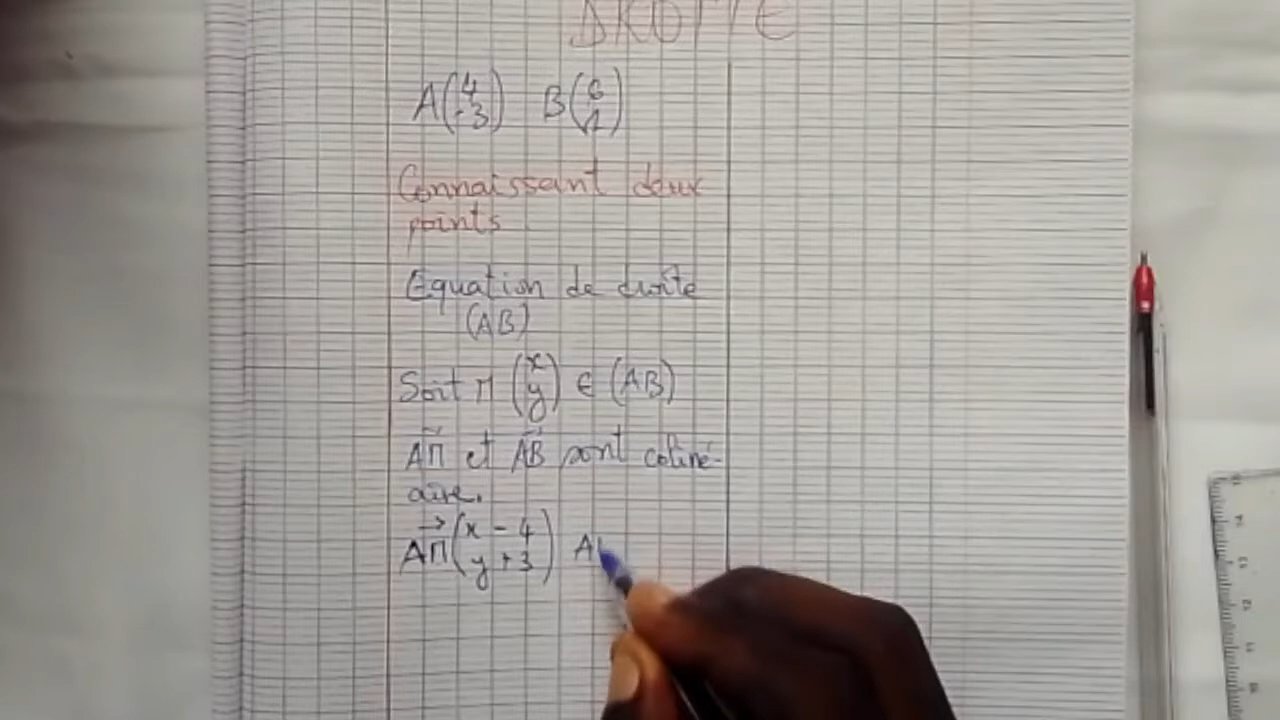 DROITE
A(4 -3) B(6 1)
Connaissant deux
points
Equation de droite
(AB)
Soit M (x y) ∈ (AB)
AM et AB sont coliné-
aire.
AM(x - 4 y + 3) A